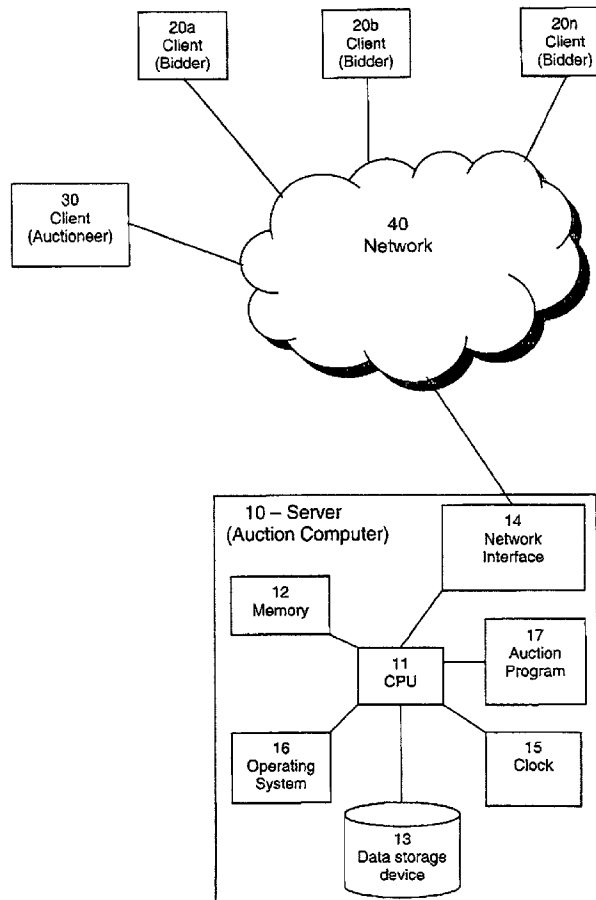 20a
Client
(Bidder)
20b
Client
(Bidder)
20n
Client
(Bidder)
30
Client
(Auctioneer)
40
Network
10 – Server
(Auction Computer)
14
Network
Interface
12
Memory
17
Auction
Program
11
CPU
16
Operating
System
15
Clock
13
Data storage
device